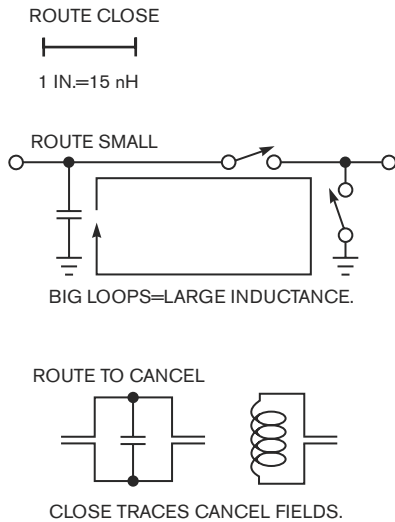 ROUTE CLOSE
1 IN.=15 nH
ROUTE SMALL
BIG LOOPS=LARGE INDUCTANCE.
ROUTE TO CANCEL
CLOSE TRACES CANCEL FIELDS.